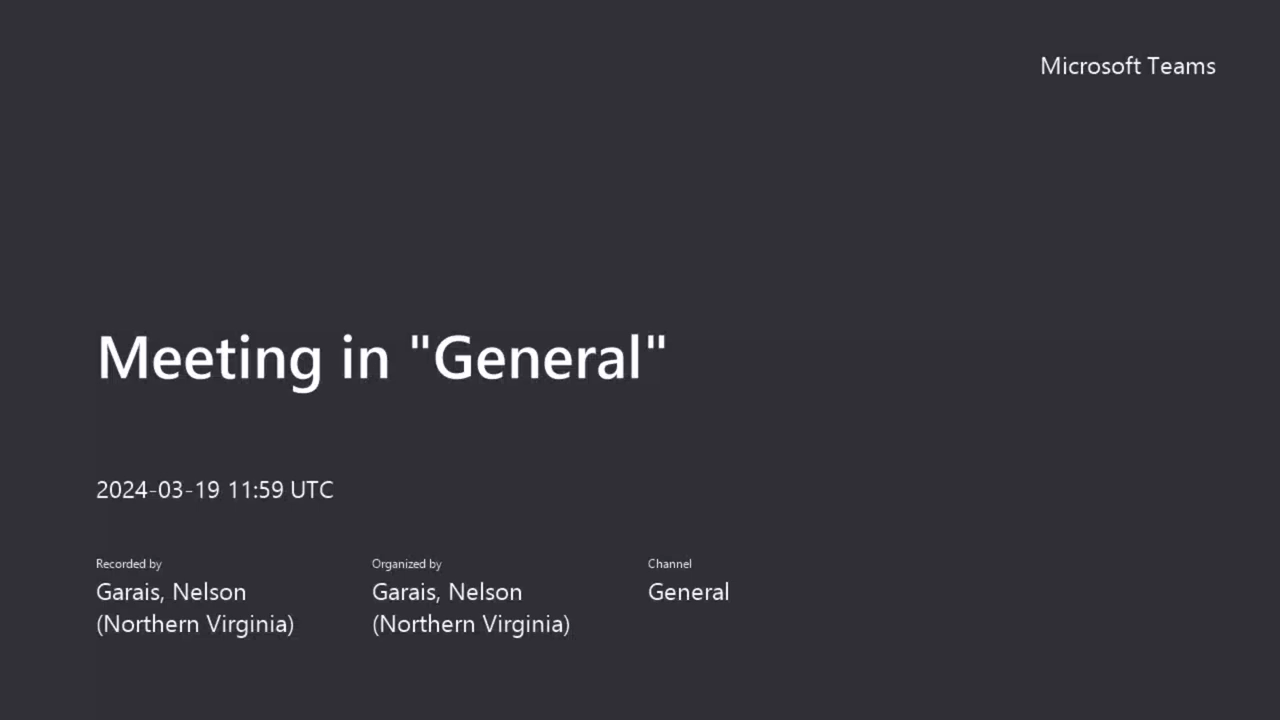 Microsoft Teams
Meeting in "General"
2024-03-19 11:59 UTC
Recorded by
Garais, Nelson
(Northern Virginia)
Organized by
Garais, Nelson
(Northern Virginia)
Channel
General